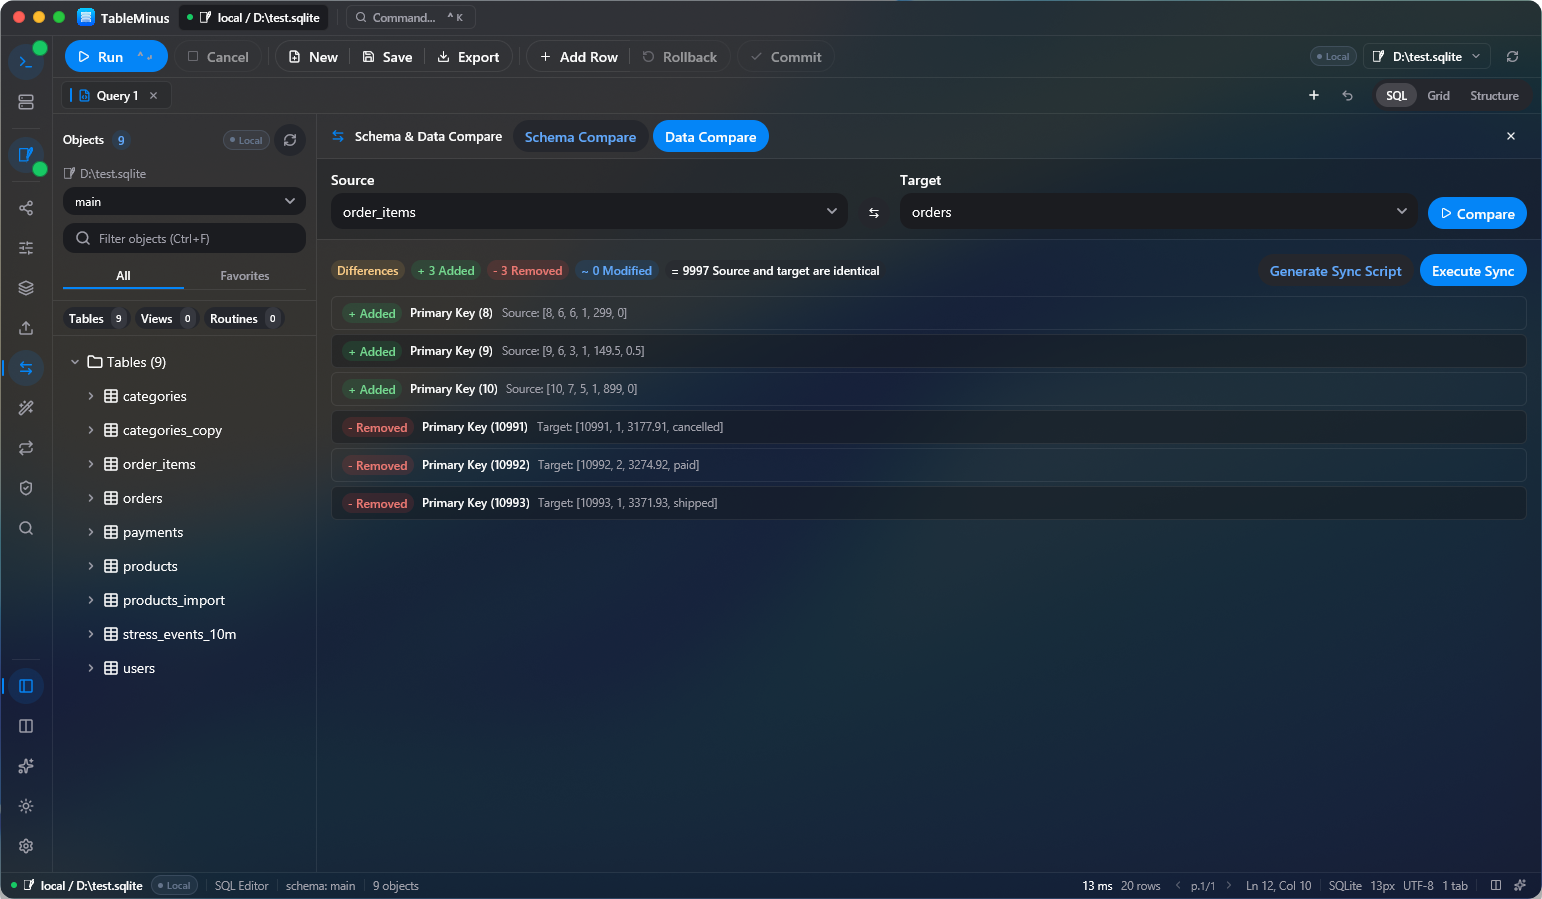 TableMinus
local / D:\test.sqlite
Command... ^ K
Run
Cancel
New
Save
Export
Add Row
Rollback
Commit
Local
D:\test.sqlite
Query 1
SQL
Grid
Structure
Objects 9
Local
D:\test.sqlite
main
Filter objects (Ctrl+F)
All
Favorites
Tables 9
Views 0
Routines 0
Tables (9)
categories
categories_copy
order_items
orders
payments
products
products_import
stress_events_10m
users
Schema & Data Compare
Schema Compare
Data Compare
Source
order_items
Target
orders
Compare
Differences
+ 3 Added
- 3 Removed
~ 0 Modified
= 9997 Source and target are identical
Generate Sync Script
Execute Sync
+ Added Primary Key (8) Source: [8, 6, 6, 1, 299, 0]
+ Added Primary Key (9) Source: [9, 6, 3, 1, 149.5, 0.5]
+ Added Primary Key (10) Source: [10, 7, 5, 1, 899, 0]
- Removed Primary Key (10991) Target: [10991, 1, 3177.91, cancelled]
- Removed Primary Key (10992) Target: [10992, 2, 3274.92, paid]
- Removed Primary Key (10993) Target: [10993, 1, 3371.93, shipped]
local / D:\test.sqlite
Local
SQL Editor
schema: main
9 objects
13 ms
20 rows
p.1/1
Ln 12, Col 10
SQLite
13px
UTF-8
1 tab